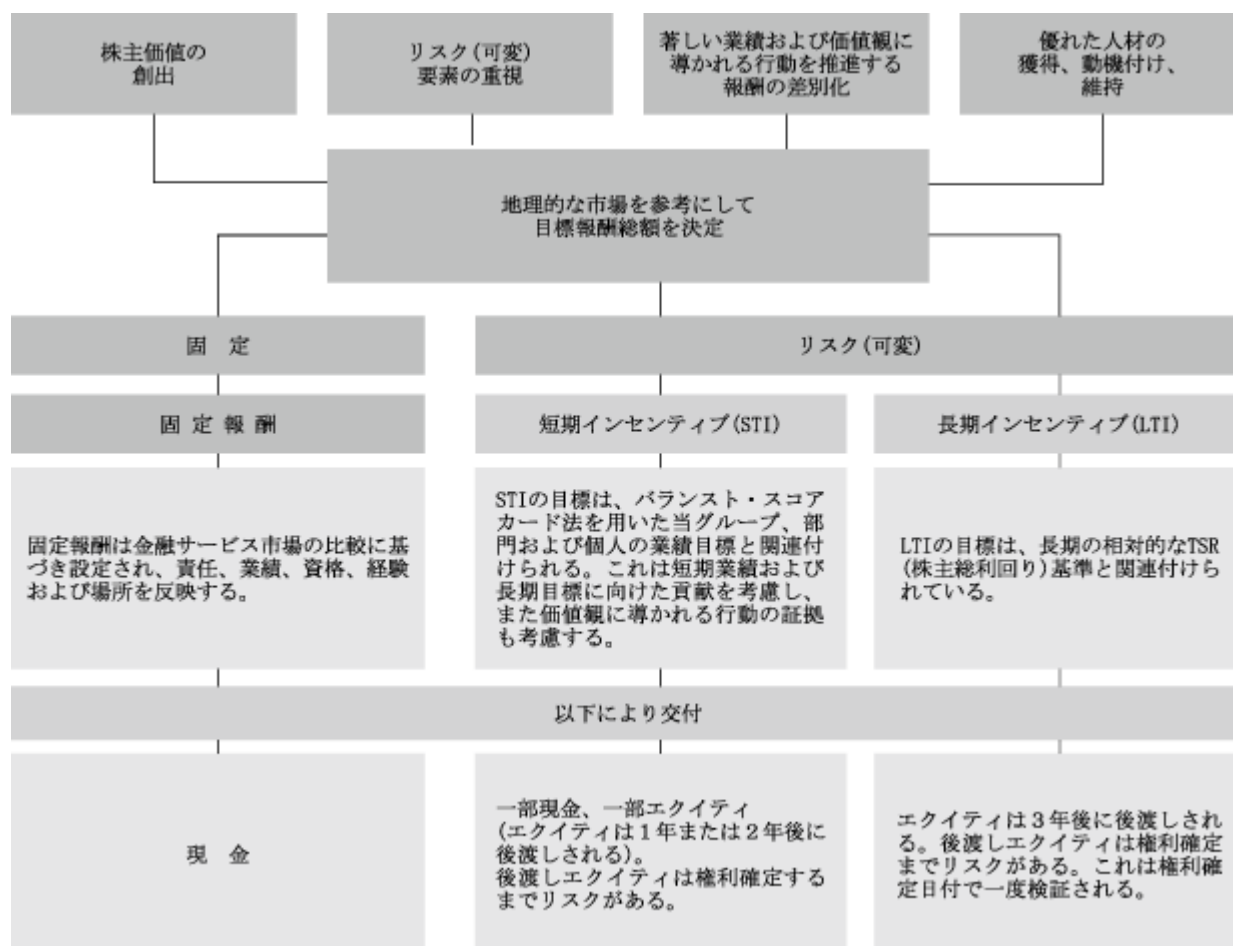 株主価値の
創出
リスク(可変)
要素の重視
著しい業績および価値観に
導かれる行動を推進する
報酬の差別化
優れた人材の
獲得、動機付け、
維持
地理的な市場を参考にして
目標報酬総額を決定
固　定
リスク(可変)
固 定 報 酬
短期インセンティブ(STI)
長期インセンティブ(LTI)
固定報酬は金融サービス市場の比較に基
づき設定され、責任、業績、資格、経験
および場所を反映する。
STIの目標は、バランスト・スコア
カード法を用いた当グループ、部
門および個人の業績目標と関連付
けられる。これは短期業績および
長期目標に向けた貢献を考慮し、
また価値観に導かれる行動の証拠
も考慮する。
LTIの目標は、長期の相対的なTSR
(株主総利回り)基準と関連付けら
れている。
以下により交付
現　金
一部現金、一部エクイティ
(エクイティは１年または２年後に
後渡しされる)。
後渡しエクイティは権利確定する
までリスクがある。
エクイティは３年後に後渡しされ
る。後渡しエクイティは権利確定
までリスクがある。これは権利確
定日付で一度検証される。